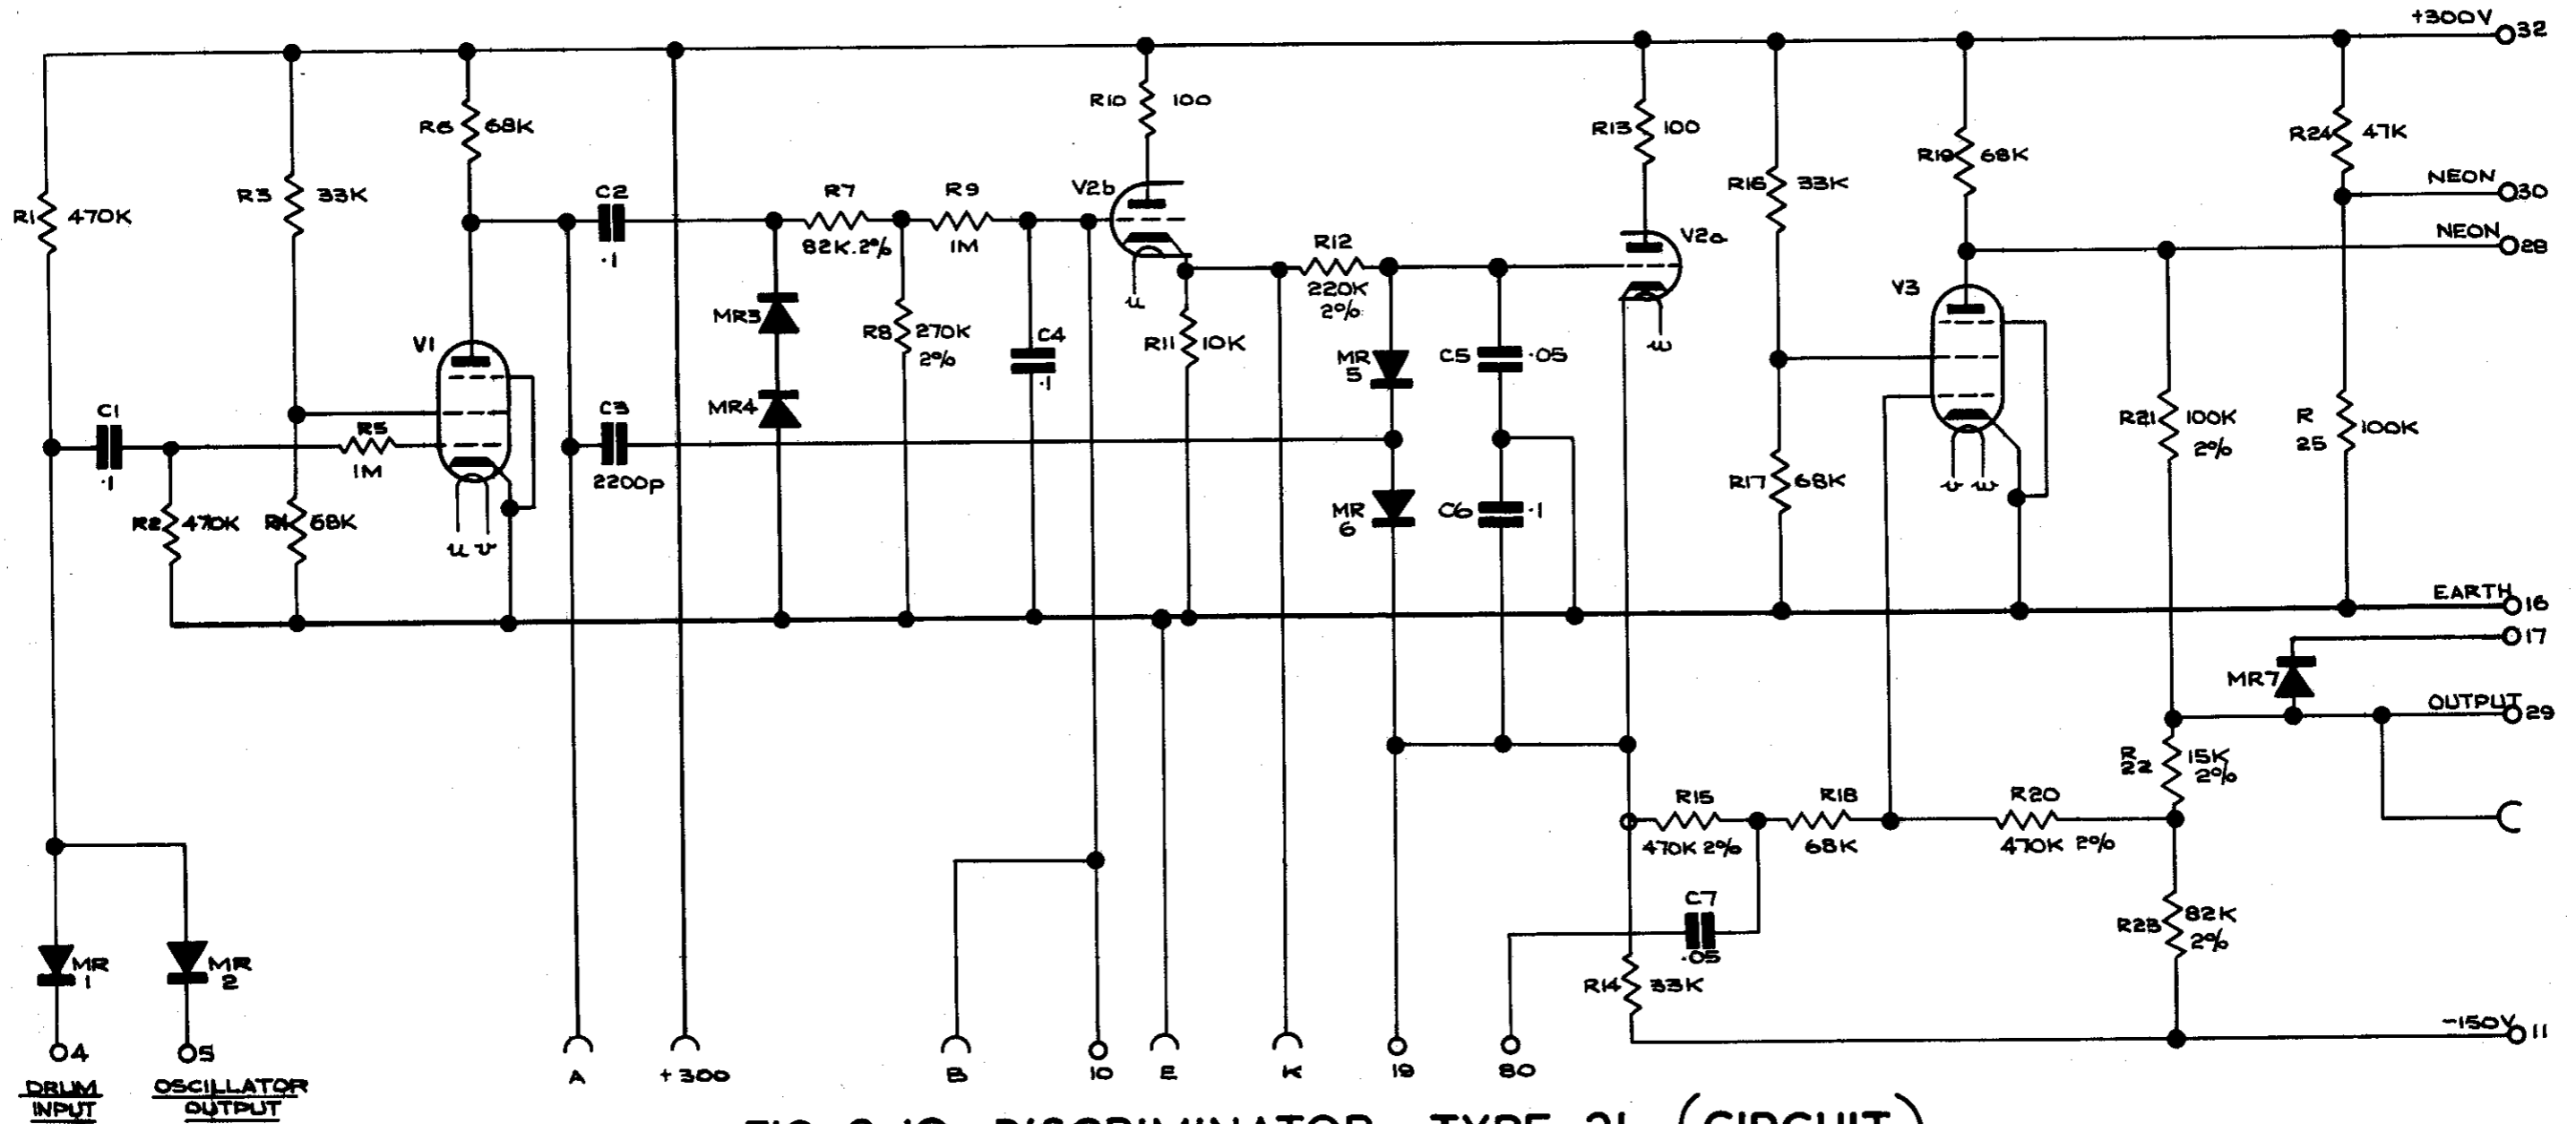 +300V 32
R10 100
R6 68K
R13 100
R24 47K
R19 68K
R3 33K
R1 470K
C2 .1
R7 82K.2%
R9 1M
V2b
R16 33K
NEON 30
NEON 28
V2a
R12 220K 2%
V3
MR3
R8 270K 2%
C4 .1
R11 10K
V1
MR 5
C5 .05
MR4
C1 .1
C3 2200p
R5 1M
R21 100K 2%
R 25 100K
R17 68K
u
w
v w
R2 470K
68K
u v
MR 6
C6 .1
EARTH 16
17
MR7
OUTPUT 29
R 22 15K 2%
R15 470K 2%
R18 68K
R20 470K 2%
C7 .05
R23 82K 2%
MR 1
MR 2
R14 33K
-150V 11
4
5
A
+300
B
10
E
K
19
80
DRUM INPUT
OSCILLATOR OUTPUT
DISCRIMINATOR TYPE 21 (CIRCUIT)